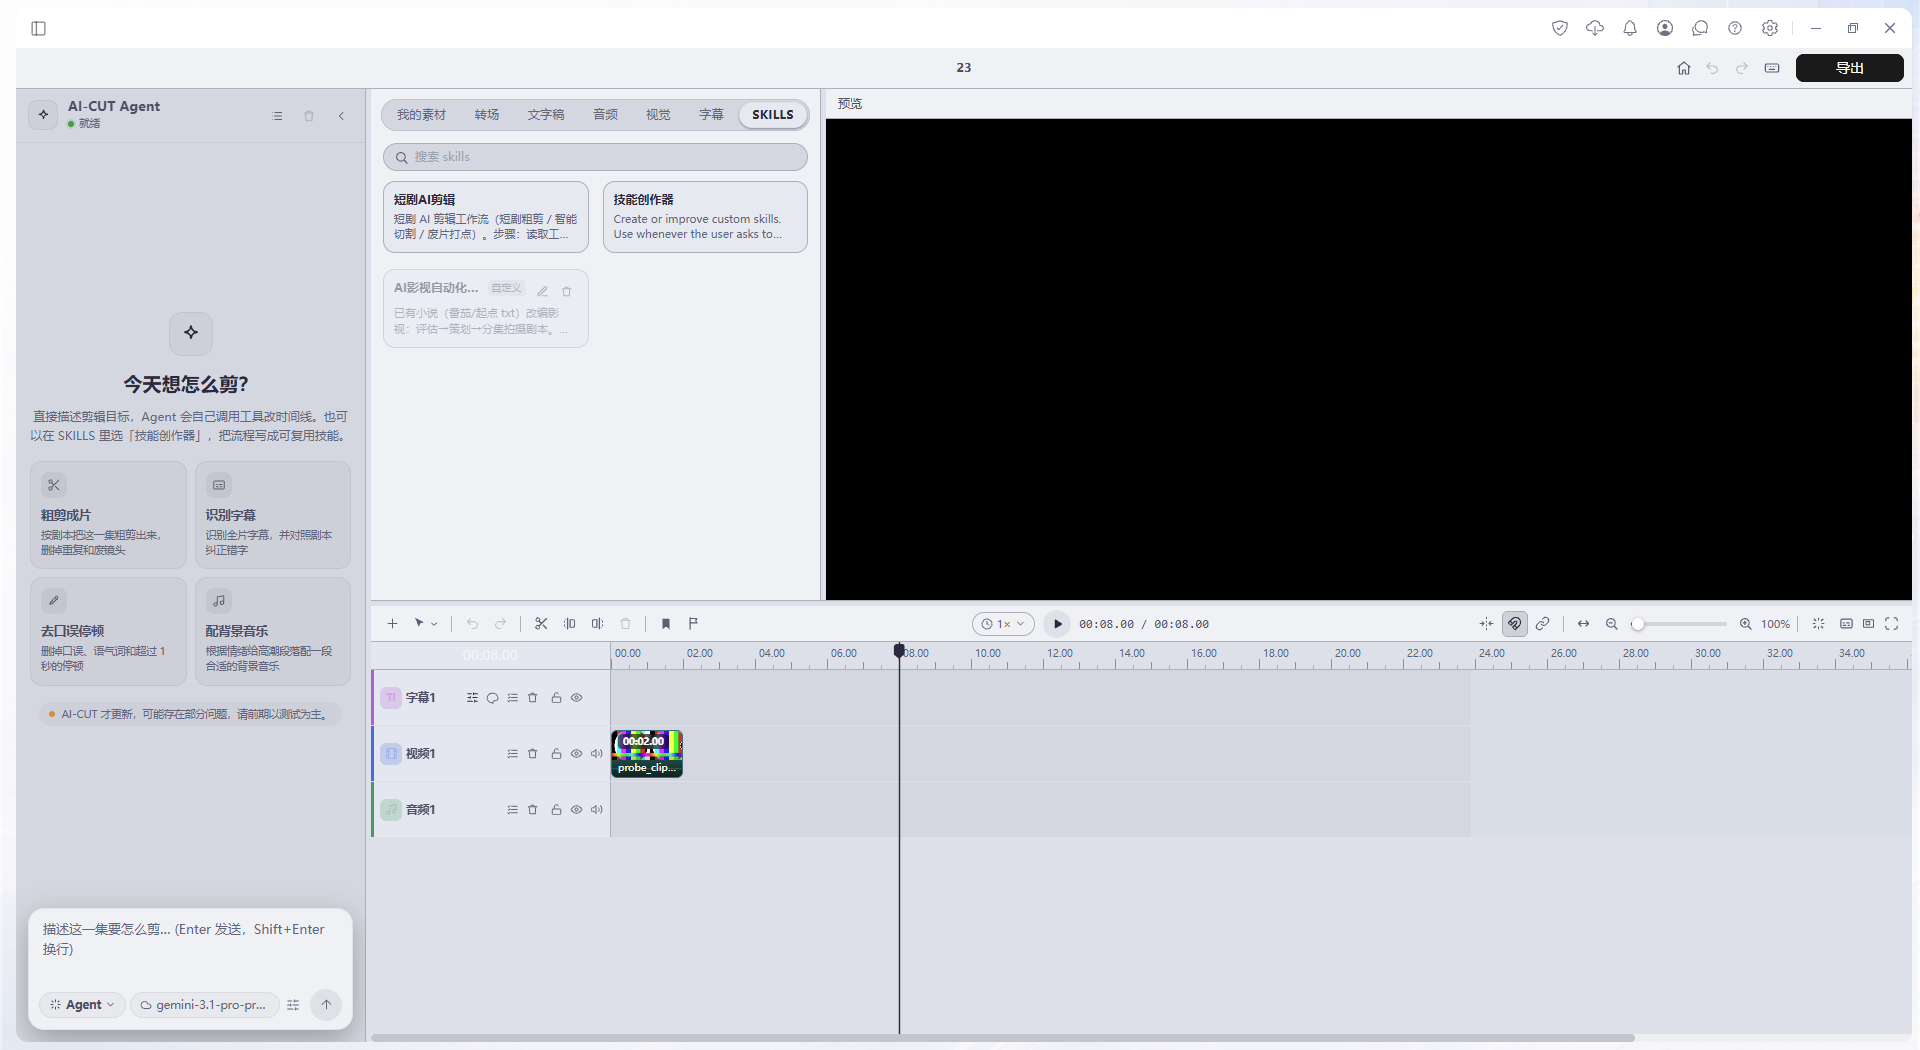 23
导出
AI-CUT Agent
就绪
今天想怎么剪？
直接描述剪辑目标，Agent 会自己调用工具改时间线。也可
以在 SKILLS 里选「技能创作器」，把流程写成可复用技能。
粗剪成片
按剧本把这一集粗剪出来，
删掉重复和废镜头
识别字幕
识别全片字幕，并对照剧本
纠正错字
去口误停顿
删掉口误、语气词和超过 1
秒的停顿
配背景音乐
根据情绪给高潮段落配一段
合适的背景音乐
AI-CUT 才更新，可能存在部分问题，请前期以测试为主。
描述这一集要怎么剪... (Enter 发送，Shift+Enter
换行)
Agent
gemini-3.1-pro-pr...
我的素材 转场 文字稿 音频 视觉 字幕 SKILLS
搜索 skills
短剧AI剪辑
短剧 AI 剪辑工作流（短剧粗剪 / 智能
切割 / 废片打点）。步骤：读取工...
技能创作器
Create or improve custom skills.
Use whenever the user asks to...
AI影视自动化... 自定义
已有小说（番茄/起点 txt）改编影
视：评估→策划→分集拍摄剧本。...
预览
1×
00:08.00 / 00:08.00
100%
00:08.00
00.00 02.00 04.00 06.00 08.00 10.00 12.00 14.00 16.00 18.00 20.00 22.00 24.00 26.00 28.00 30.00 32.00 34.00
TI 字幕1
视频1
00:02.00
probe_clip...
音频1